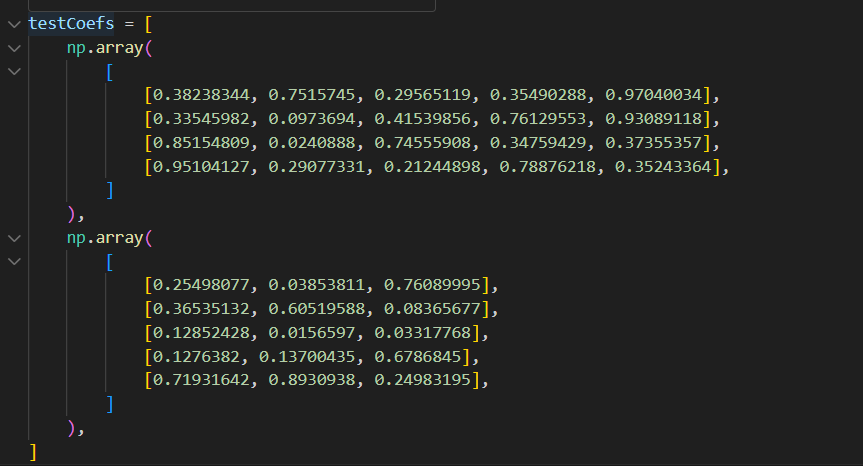 testCoefs = [
    np.array(
        [
            [0.38238344, 0.7515745, 0.29565119, 0.35490288, 0.97040034],
            [0.33545982, 0.0973694, 0.41539856, 0.76129553, 0.93089118],
            [0.85154809, 0.0240888, 0.74555908, 0.34759429, 0.37355357],
            [0.95104127, 0.29077331, 0.21244898, 0.78876218, 0.35243364],
        ]
    ),
    np.array(
        [
            [0.25498077, 0.03853811, 0.76089995],
            [0.36535132, 0.60519588, 0.08365677],
            [0.12852428, 0.0156597, 0.03317768],
            [0.1276382, 0.13700435, 0.6786845],
            [0.71931642, 0.8930938, 0.24983195],
        ]
    ),
]